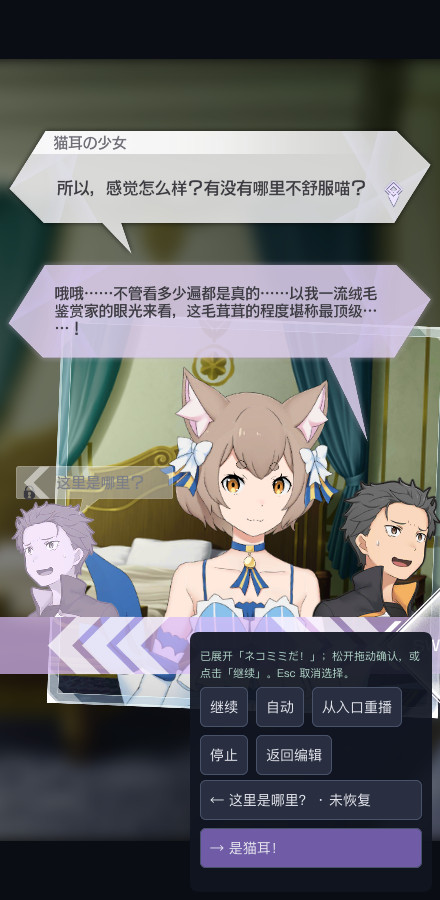 猫耳の少女
所以，感觉怎么样？有没有哪里不舒服喵？
哦哦……不管看多少遍都是真的……以我一流绒毛
鉴赏家的眼光来看，这毛茸茸的程度堪称最顶级…
…！
这里是哪里？
已展开「ネコミミだ！」；松开拖动确认，或
点击「继续」。Esc 取消选择。
继续
自动
从入口重播
停止
返回编辑
← 这里是哪里？ · 未恢复
→ 是猫耳！